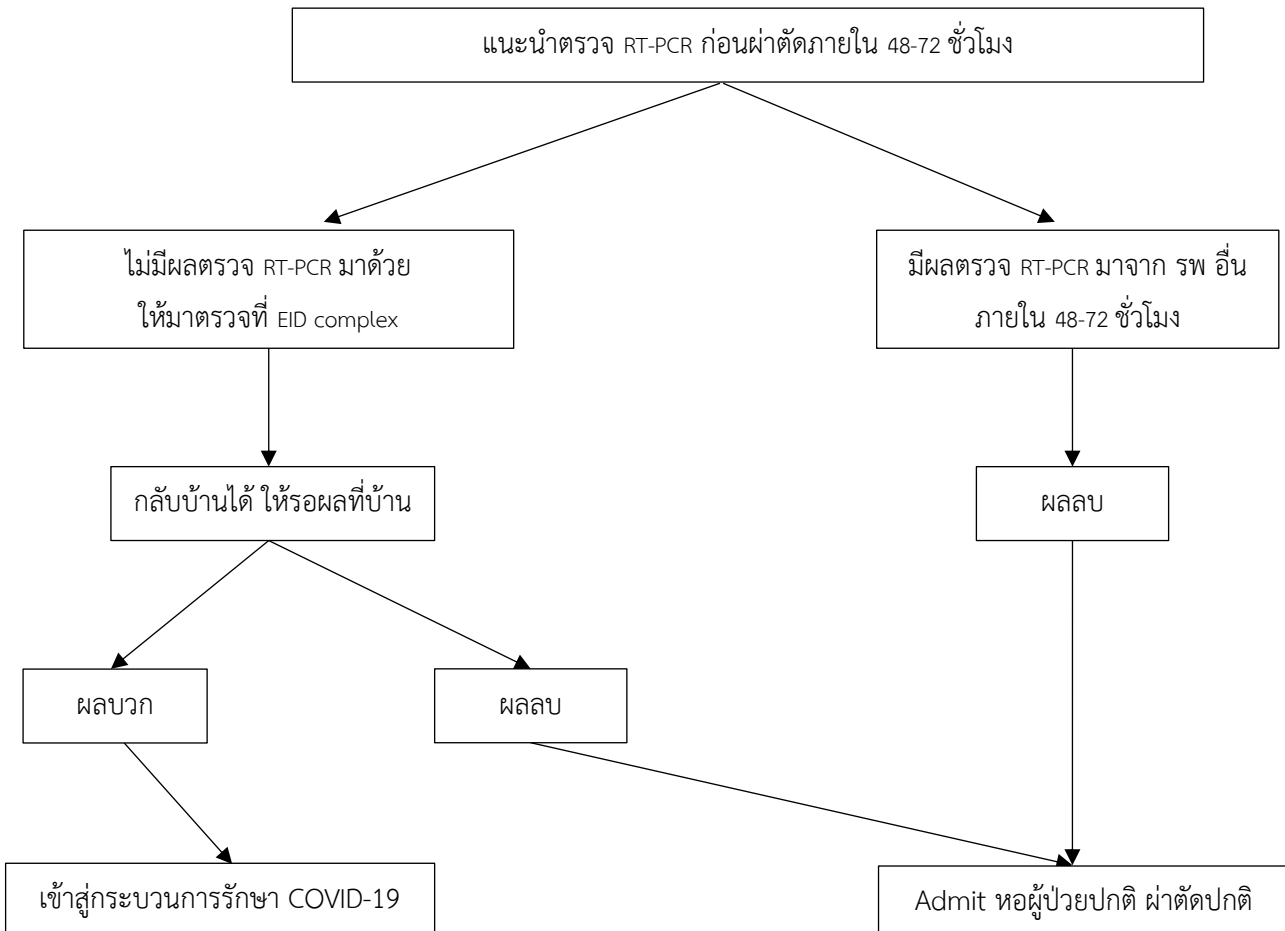 แนะนำตรวจ RT-PCR ก่อนผ่าตัดภายใน 48-72 ชั่วโมง
ไม่มีผลตรวจ RT-PCR มาด้วย
ให้มาตรวจที่ EID complex
มีผลตรวจ RT-PCR มาจาก รพ อื่น
ภายใน 48-72 ชั่วโมง
กลับบ้านได้ ให้รอผลที่บ้าน
ผลลบ
ผลบวก
ผลลบ
เข้าสู่กระบวนการรักษา COVID-19
Admit หอผู้ป่วยปกติ ผ่าตัดปกติ